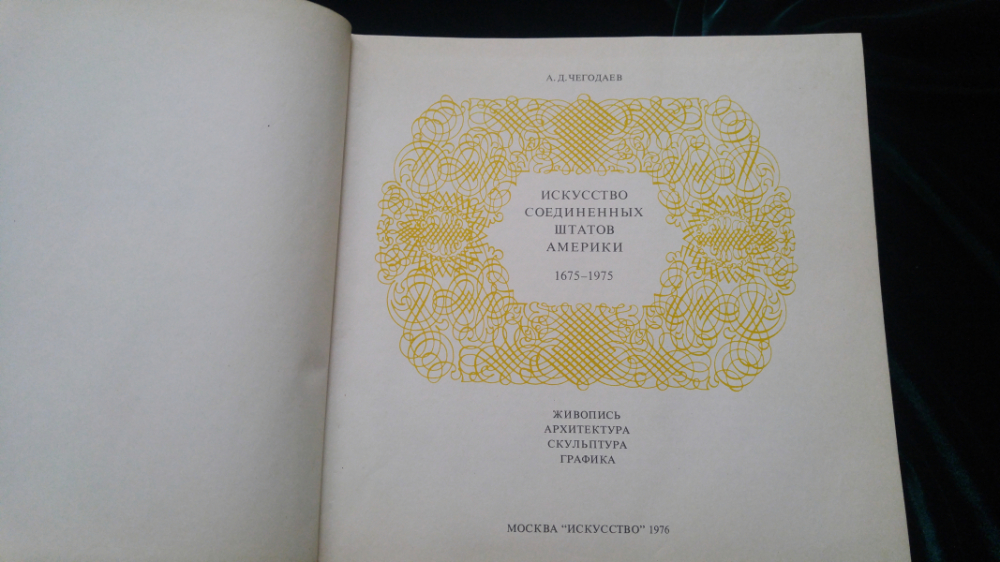 А. Д. ЧЕГОДАЕВ
ИСКУССТВО
СОЕДИНЕННЫХ
ШТАТОВ
АМЕРИКИ
1675–1975
ЖИВОПИСЬ
АРХИТЕКТУРА
СКУЛЬПТУРА
ГРАФИКА
МОСКВА "ИСКУССТВО" 1976